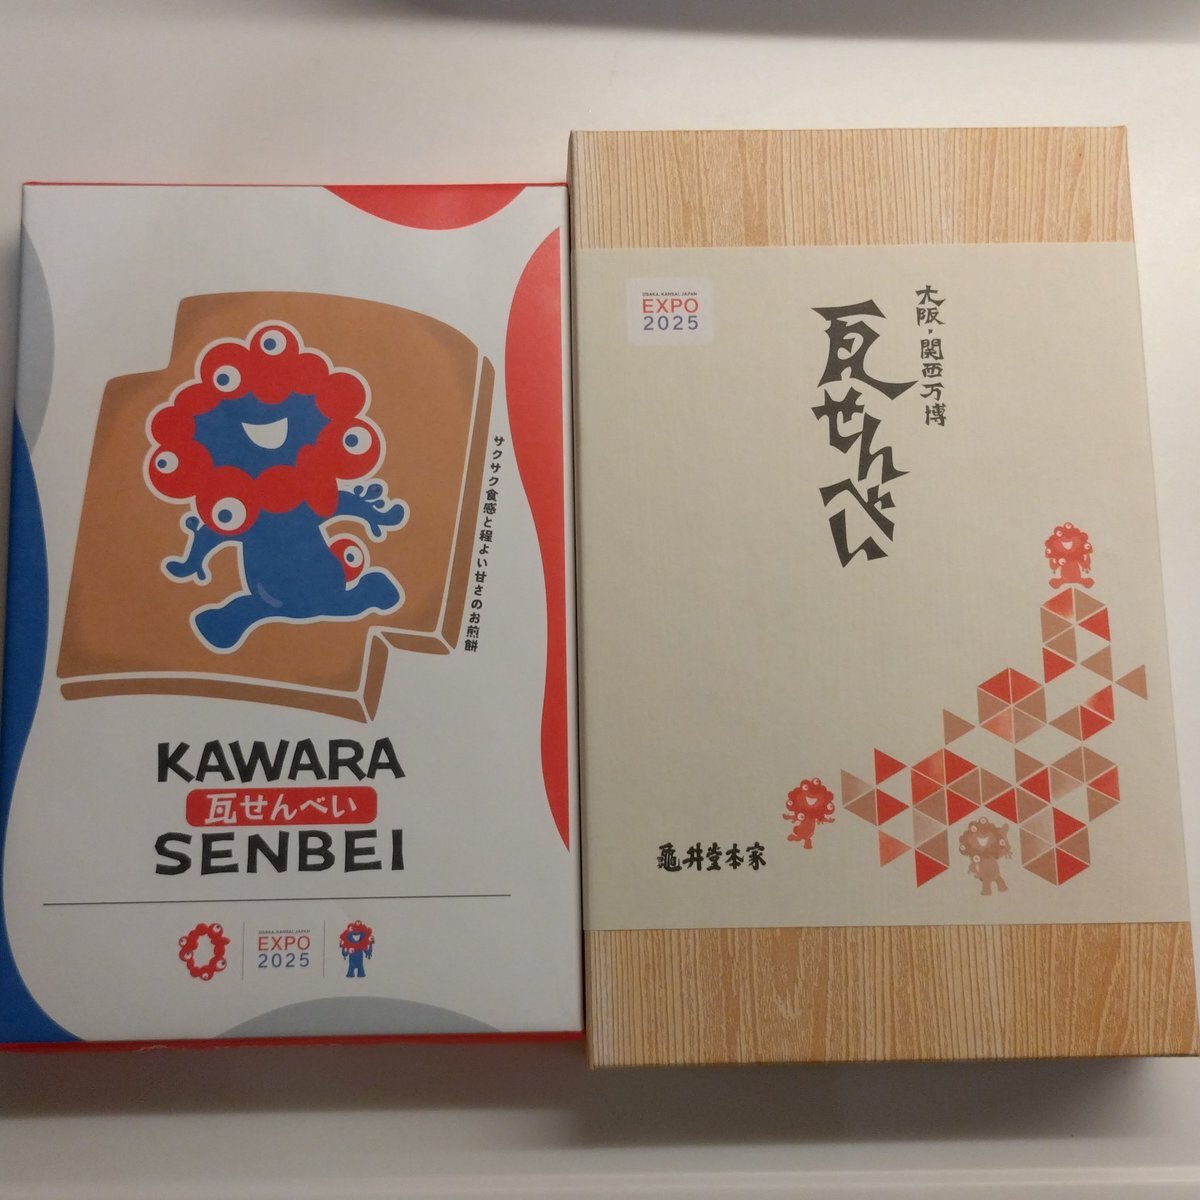 サクサク食感と程よい甘さのお煎餅
KAWARA
瓦せんべい
SENBEI
OSAKA, KANSAI, JAPAN
EXPO
2025
OSAKA, KANSAI, JAPAN
EXPO
2025
大阪・関西万博
瓦せんべい
亀井堂本家